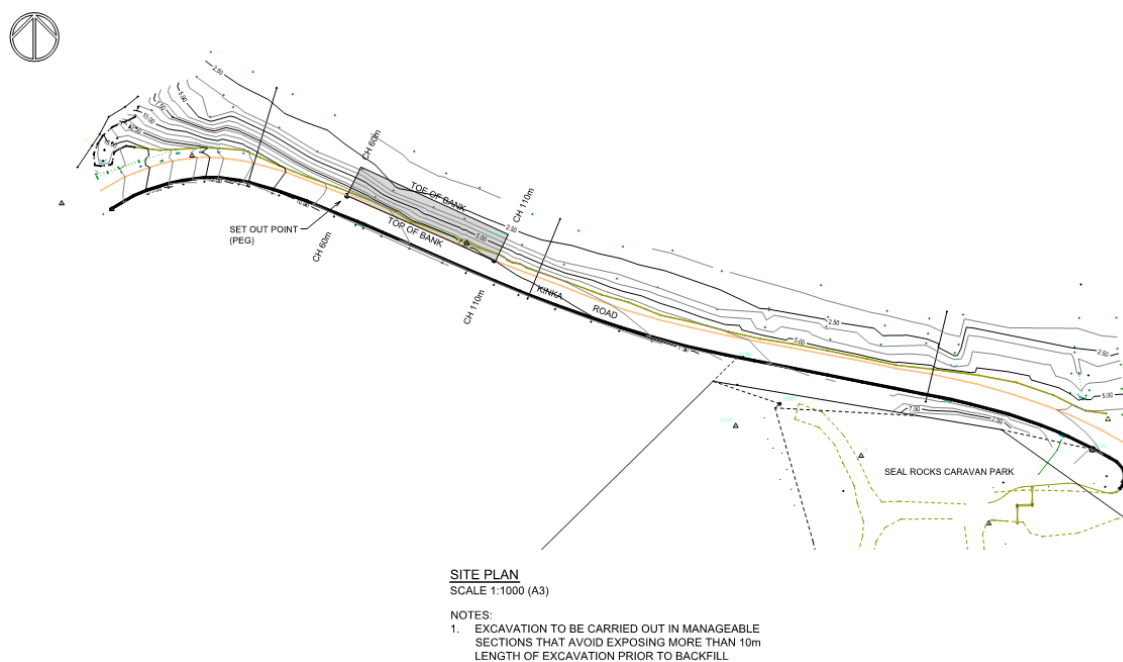 2.50
5.00
7.50
10.00
CH 60m
TOE OF BANK
CH 110m
2.50
5.00
SET OUT POINT
(PEG)
TOP OF BANK
10.00
CH 60m
CH 110m
KINKA
ROAD
2.50
5.00
2.50
5.00
7.50
SEAL ROCKS CARAVAN PARK
SITE PLAN
SCALE 1:1000 (A3)
NOTES:
1. EXCAVATION TO BE CARRIED OUT IN MANAGEABLE
SECTIONS THAT AVOID EXPOSING MORE THAN 10m
LENGTH OF EXCAVATION PRIOR TO BACKFILL